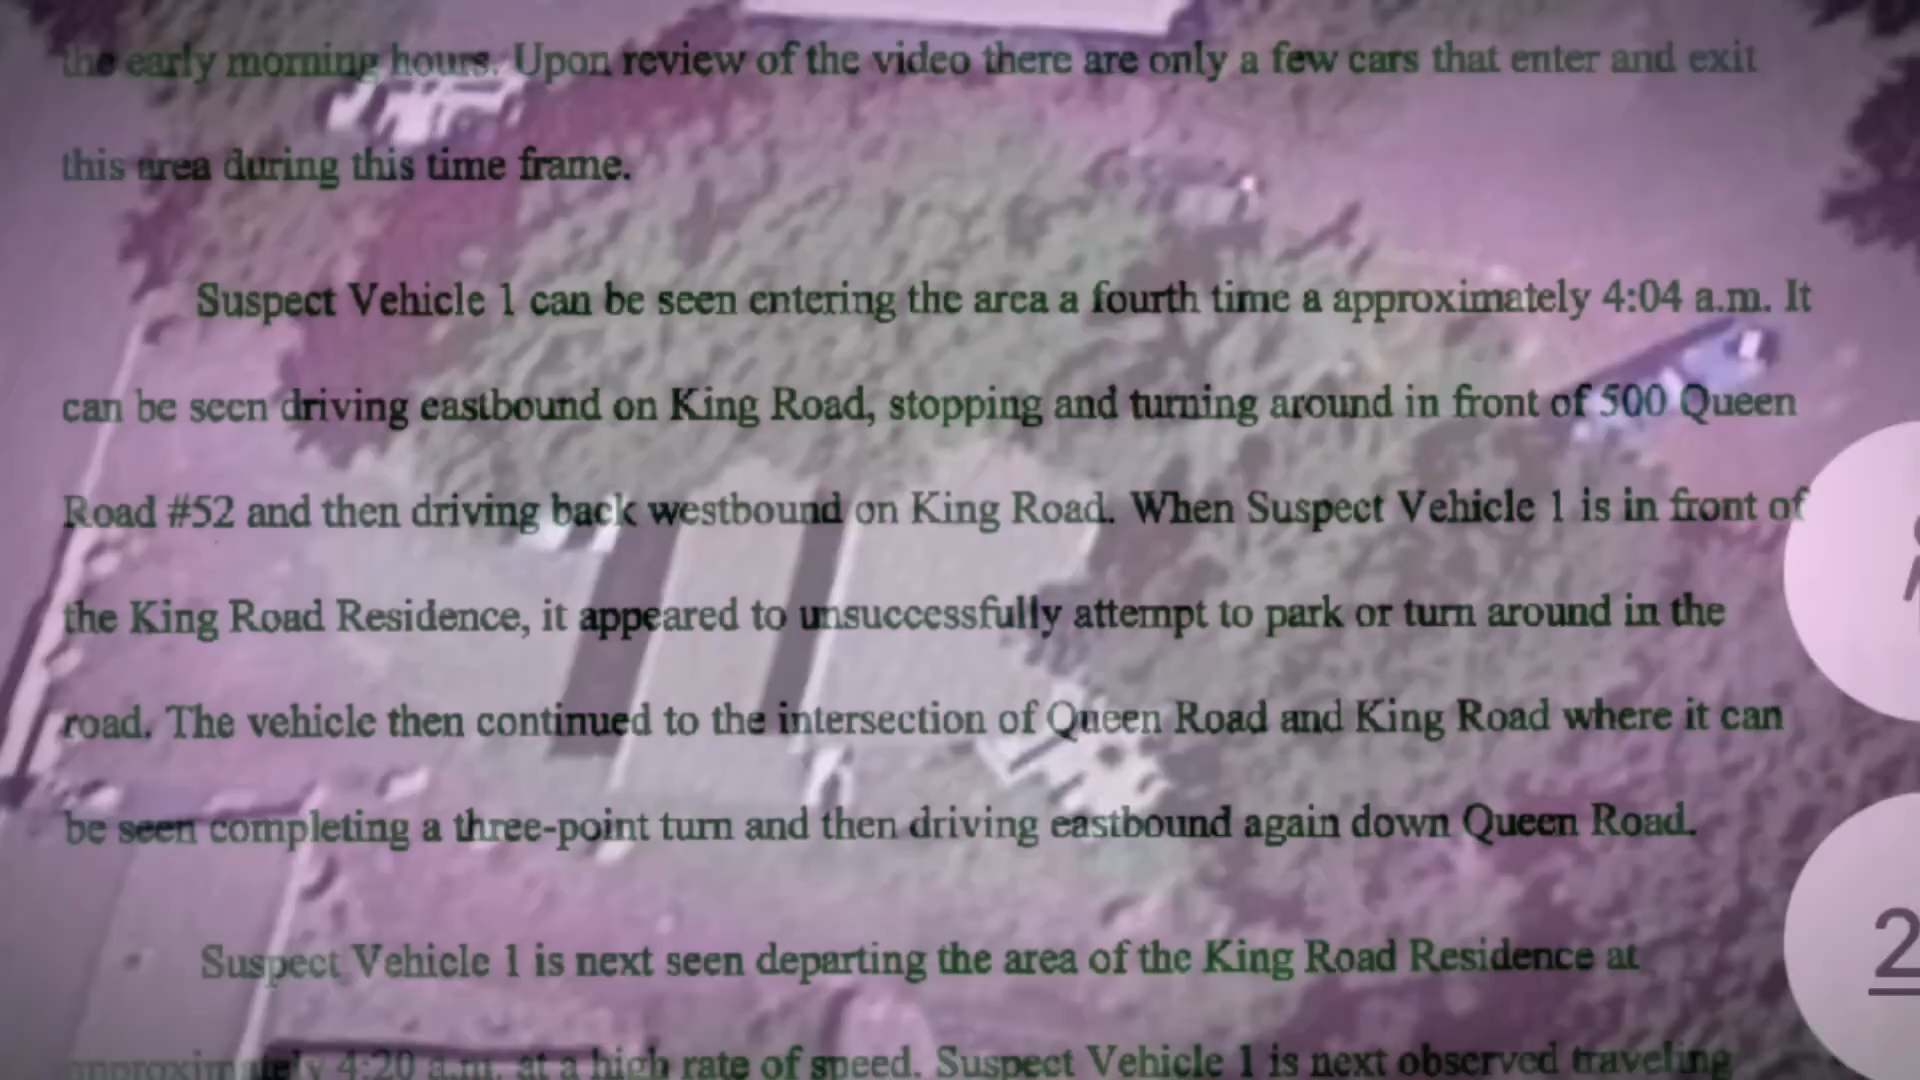 the early morning hours. Upon review of the video there are only a few cars that enter and exit
this area during this time frame.
Suspect Vehicle 1 can be seen entering the area a fourth time a approximately 4:04 a.m. It
can be seen driving eastbound on King Road, stopping and turning around in front of 500 Queen
Road #52 and then driving back westbound on King Road. When Suspect Vehicle 1 is in front of
the King Road Residence, it appeared to unsuccessfully attempt to park or turn around in the
road. The vehicle then continued to the intersection of Queen Road and King Road where it can
be seen completing a three-point turn and then driving eastbound again down Queen Road.
Suspect Vehicle 1 is next seen departing the area of the King Road Residence at
approximately 4:20 a.m. at a high rate of speed. Suspect Vehicle 1 is next observed traveling
2